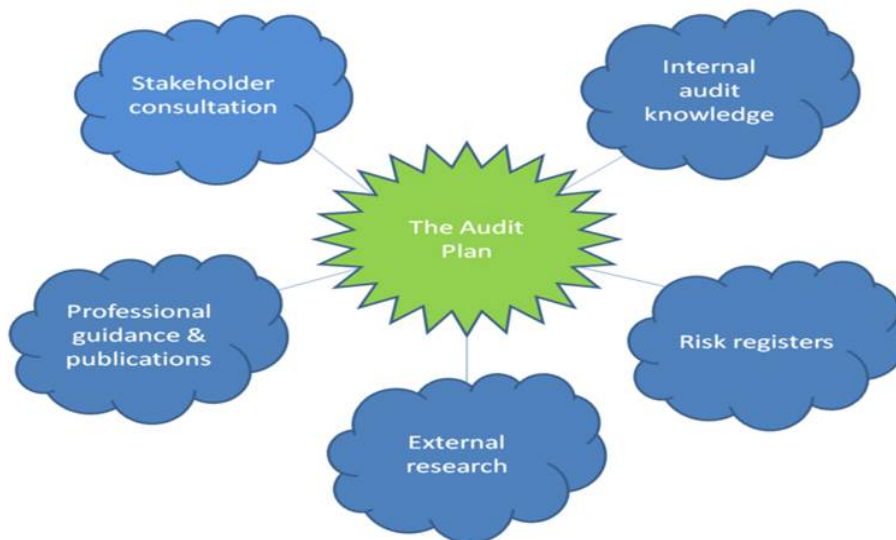 Stakeholder
consultation
Internal
audit
knowledge
The Audit
Plan
Professional
guidance &
publications
Risk registers
External
research